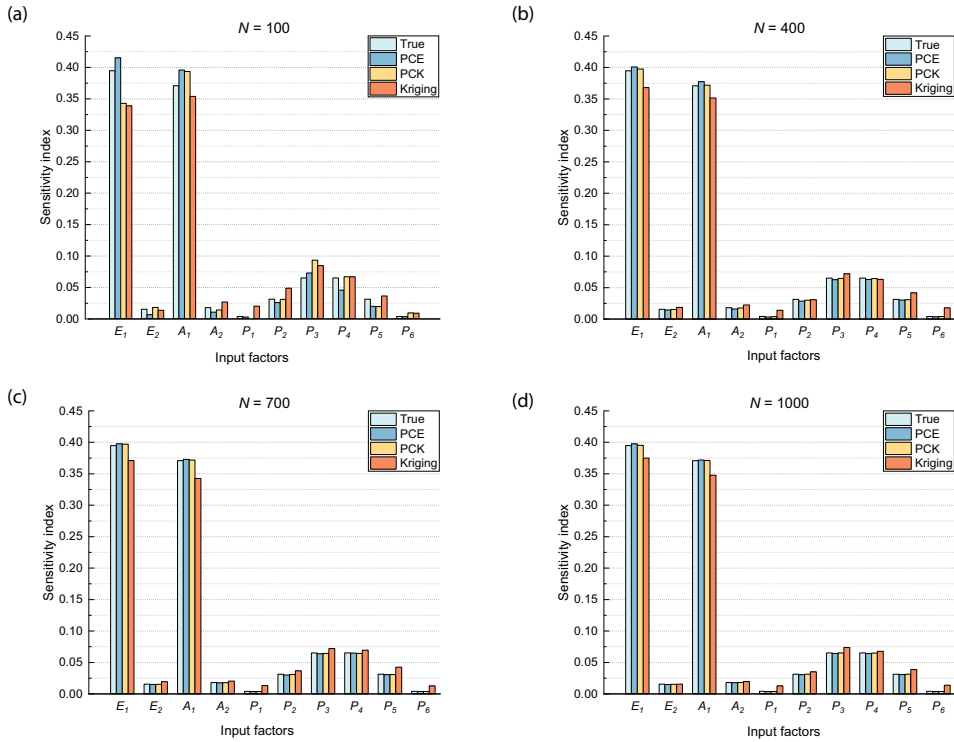 (a)
N = 100
True
PCE
PCK
Kriging
Sensitivity index
0.45
0.40
0.35
0.30
0.25
0.20
0.15
0.10
0.05
0.00
E1 E2 A1 A2 P1 P2 P3 P4 P5 P6
Input factors
(b)
N = 400
True
PCE
PCK
Kriging
Sensitivity index
0.45
0.40
0.35
0.30
0.25
0.20
0.15
0.10
0.05
0.00
E1 E2 A1 A2 P1 P2 P3 P4 P5 P6
Input factors
(c)
N = 700
True
PCE
PCK
Kriging
Sensitivity index
0.45
0.40
0.35
0.30
0.25
0.20
0.15
0.10
0.05
0.00
E1 E2 A1 A2 P1 P2 P3 P4 P5 P6
Input factors
(d)
N = 1000
True
PCE
PCK
Kriging
Sensitivity index
0.45
0.40
0.35
0.30
0.25
0.20
0.15
0.10
0.05
0.00
E1 E2 A1 A2 P1 P2 P3 P4 P5 P6
Input factors